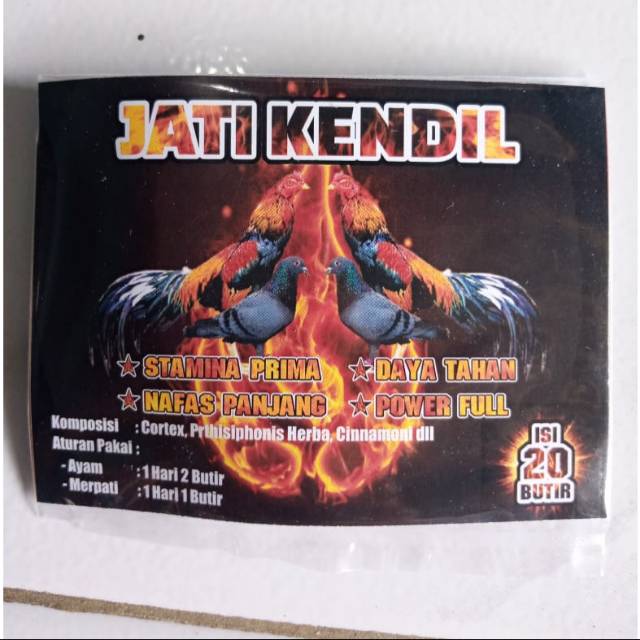 JATI KENDIL
STAMINA PRIMA
DAYA TAHAN
NAFAS PANJANG
POWER FULL
Komposisi : Cortex, Prthisiphonis Herba, Cinnamoni dll
Aturan Pakai :
- Ayam : 1 Hari 2 Butir
- Merpati : 1 Hari 1 Butir
ISI
20
BUTIR